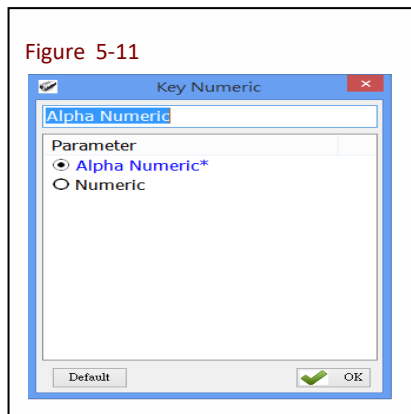 Figure 5-11
Key Numeric
Alpha Numeric
Parameter
Alpha Numeric*
Numeric
Default
OK